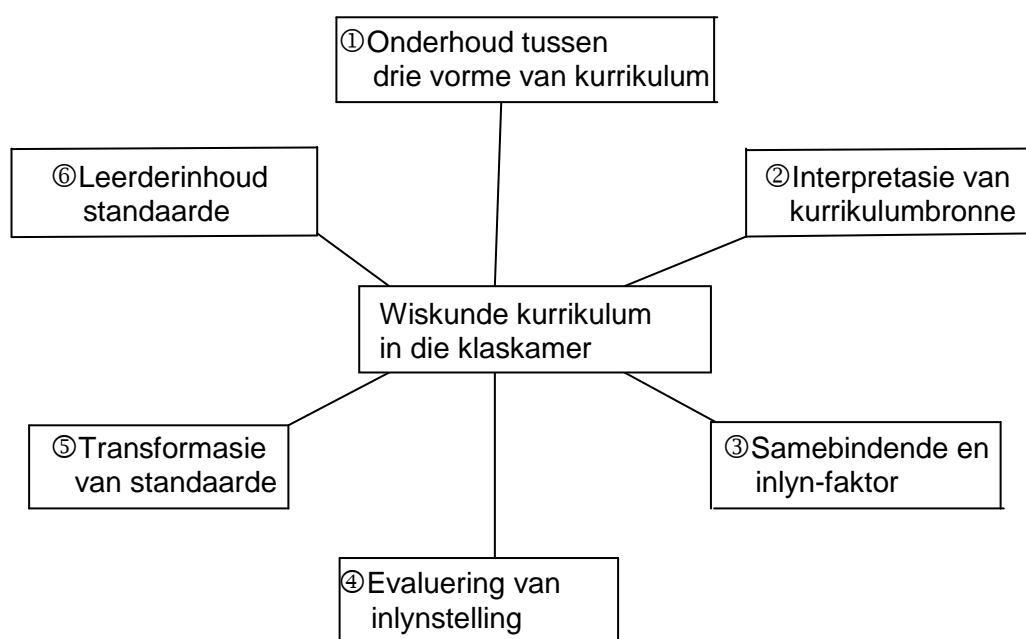 ①Onderhoud tussen
drie vorme van kurrikulum
②Interpretasie van
kurrikulumbronne
③Samebindende en
inlyn-faktor
④Evaluering van
inlynstelling
⑤Transformasie
van standaarde
⑥Leerderinhoud
standaarde
Wiskunde kurrikulum
in die klaskamer